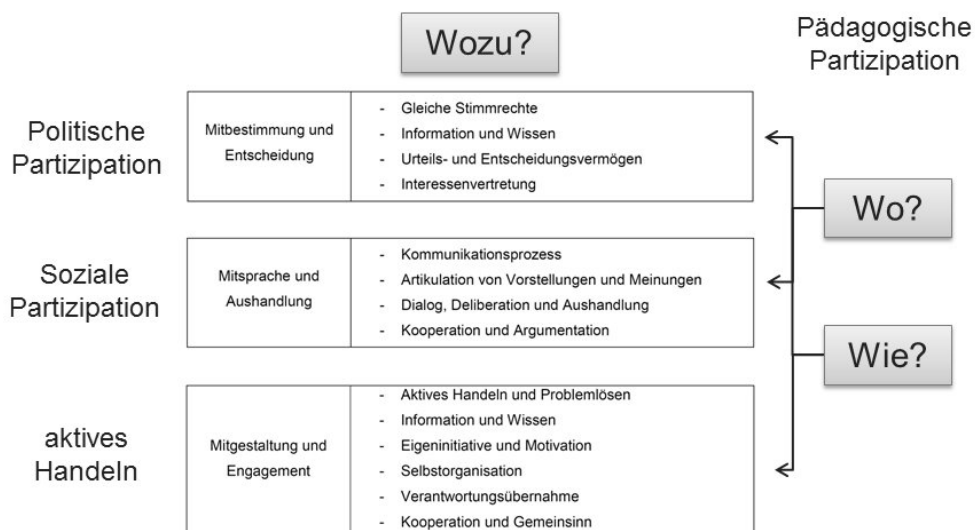 Wozu?
Pädagogische
Partizipation
Politische
Partizipation
Mitbestimmung und
Entscheidung
- Gleiche Stimmrechte
- Information und Wissen
- Urteils- und Entscheidungsvermögen
- Interessenvertretung
Wo?
Soziale
Partizipation
Mitsprache und
Aushandlung
- Kommunikationsprozess
- Artikulation von Vorstellungen und Meinungen
- Dialog, Deliberation und Aushandlung
- Kooperation und Argumentation
Wie?
aktives
Handeln
Mitgestaltung und
Engagement
- Aktives Handeln und Problemlösen
- Information und Wissen
- Eigeninitiative und Motivation
- Selbstorganisation
- Verantwortungsübernahme
- Kooperation und Gemeinsinn